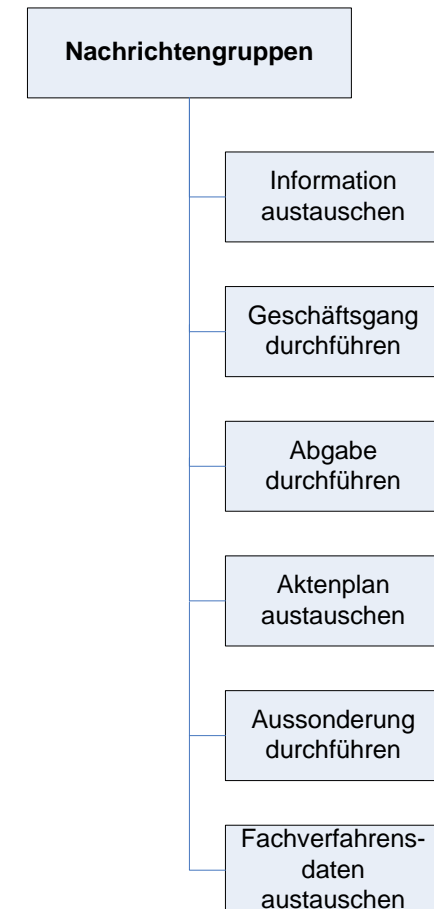 Nachrichtengruppen
Information
austauschen
Geschäftsgang
durchführen
Abgabe
durchführen
Aktenplan
austauschen
Aussonderung
durchführen
Fachverfahrens-
daten
austauschen